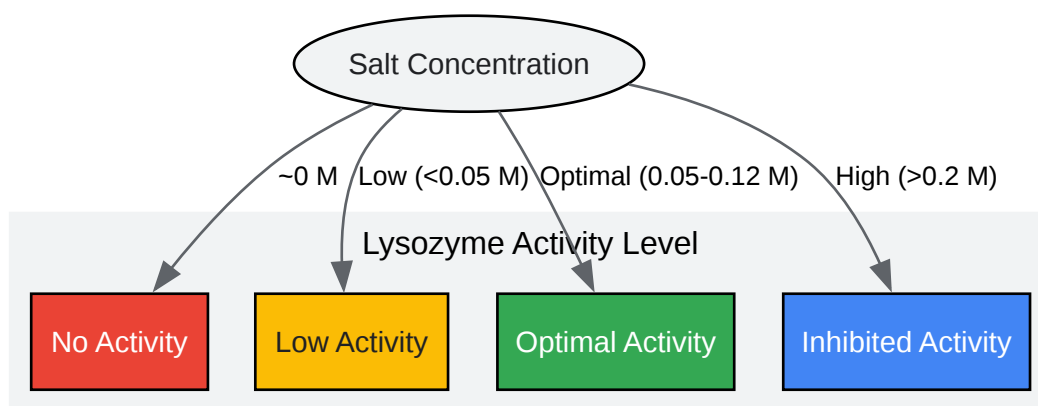 Salt Concentration
~0 M
Low (<0.05 M)
Optimal (0.05-0.12 M)
High (>0.2 M)
Lysozyme Activity Level
No Activity
Low Activity
Optimal Activity
Inhibited Activity